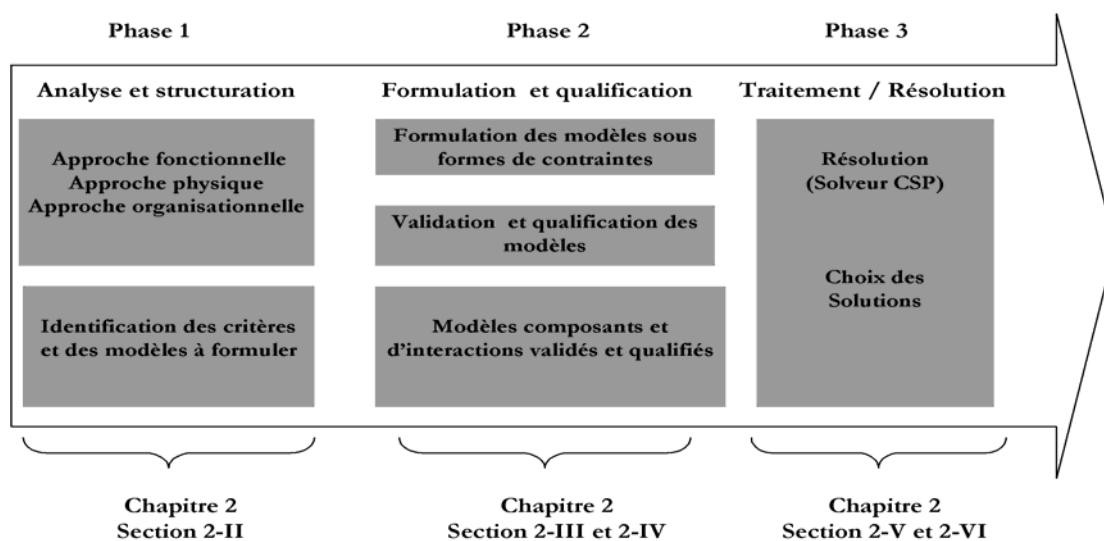 Phase 1
Phase 2
Phase 3
Analyse et structuration
Formulation et qualification
Traitement / Résolution
Approche fonctionnelle
Approche physique
Approche organisationnelle
Identification des critères
et des modèles à formuler
Formulation des modèles sous
formes de contraintes
Validation et qualification des
modèles
Modèles composants et
d'interactions validés et qualifiés
Résolution
(Solveur CSP)
Choix des
Solutions
Chapitre 2
Section 2-II
Chapitre 2
Section 2-III et 2-IV
Chapitre 2
Section 2-V et 2-VI